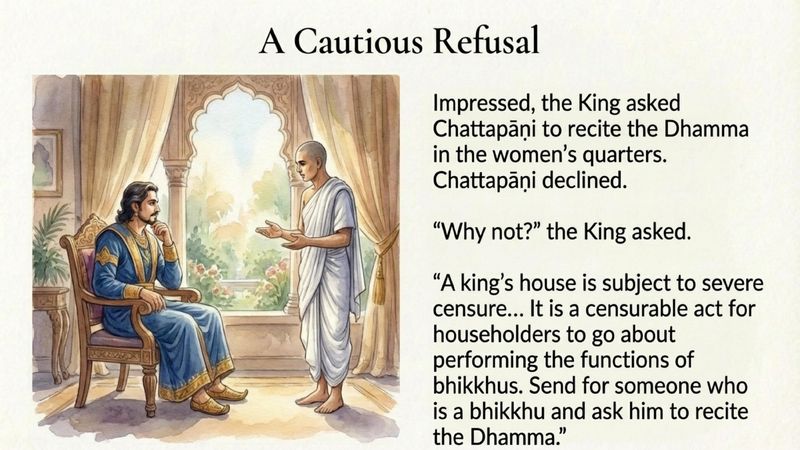 A Cautious Refusal
Impressed, the King asked
Chattapāṇi to recite the Dhamma
in the women’s quarters.
Chattapāṇi declined.
“Why not?” the King asked.
“A king’s house is subject to severe
censure... It is a censurable act for
householders to go about
performing the functions of
bhikkhus. Send for someone who
is a bhikkhu and ask him to recite
the Dhamma.”